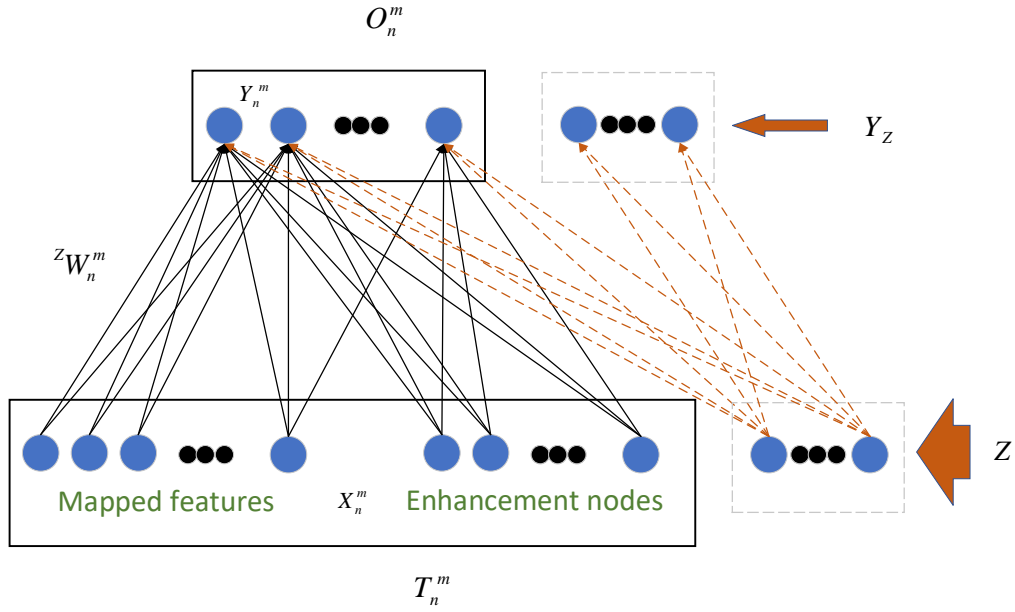 O_n^m
Y_n^m
Y_Z
^Z W_n^m
Z
Mapped features
X_n^m
Enhancement nodes
T_n^m